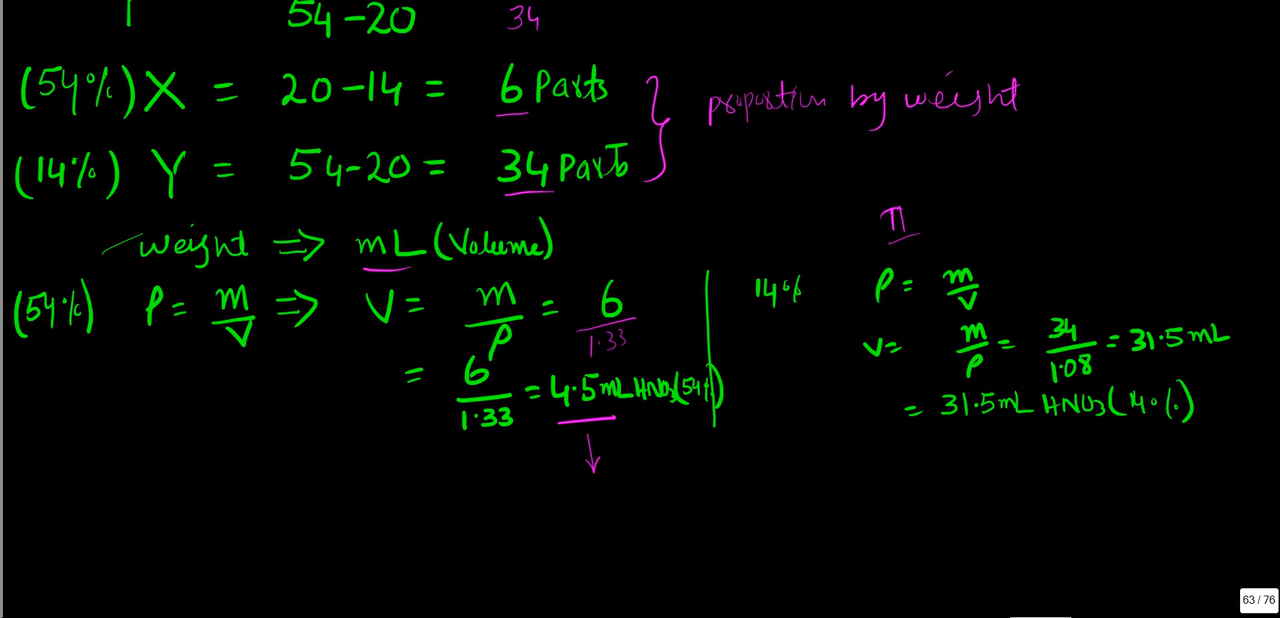 54-20 34
(54%) X = 20-14 = 6 Parts
proportion by weight
(14%) Y = 54-20 = 34 Parts
weight ⇒ mL (Volume)
(54%) ρ = m/V ⇒ V = m/ρ = 6/1.33
= 6/1.33 = 4.5 mL HNO3 (54%)
II
14% ρ = m/V
V = m/ρ = 34/1.08 = 31.5 mL
= 31.5 mL HNO3 (14%)
63 / 76